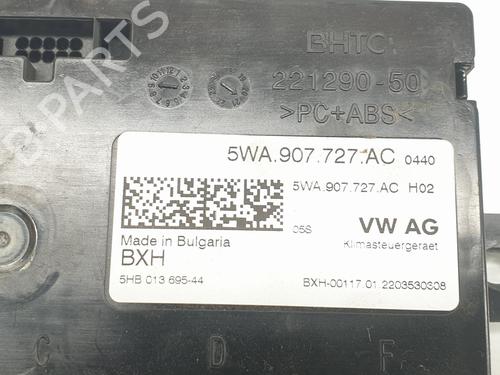 B-PARTS
BHTC
221290-50
>PC+ABS<
5WA.907.727.AC 0440
5WA.907.727.AC H02
05S VW AG
Klimasteuergeraet
Made in Bulgaria
BXH
5HB 013 695-44
BXH-00117.01.2203530308
C D F